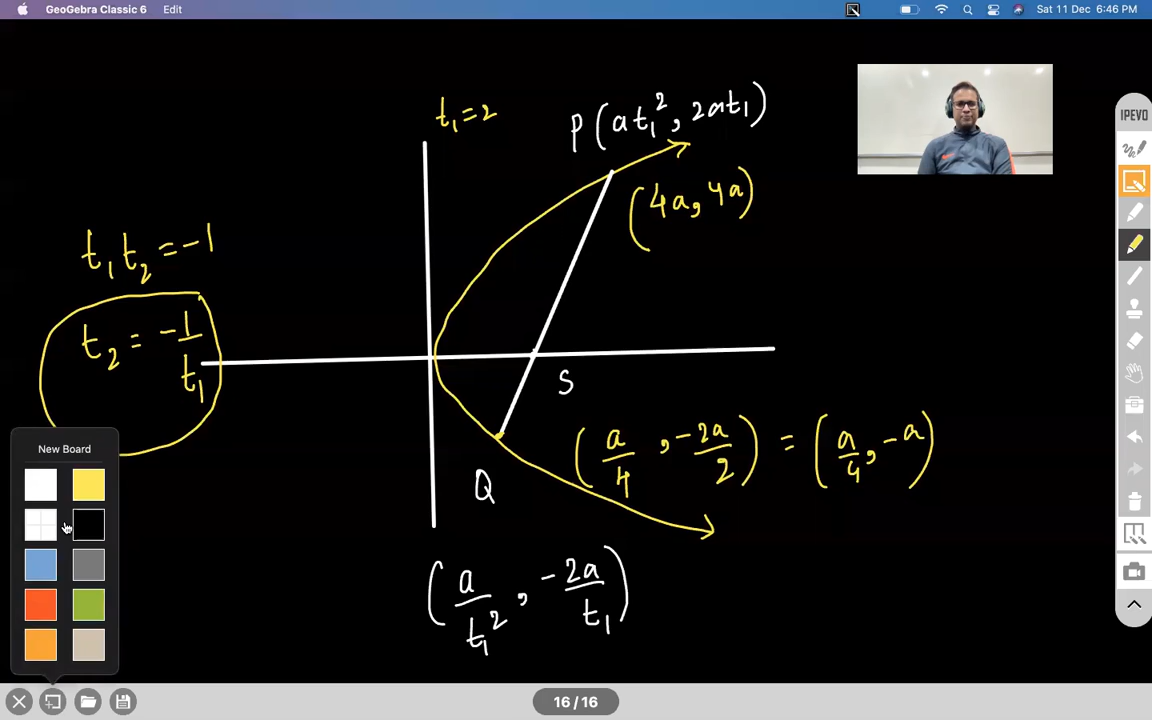 GeoGebra Classic 6 Edit Sat 11 Dec 6:46 PM
t₁=2
P(at₁², 2at₁)
IPEVO
(4a, 4a)
t₁t₂ = -1
t₂ = -1/t₁
S
(a/4, -2a/2) = (a/4, -a)
New Board
Q
(a/t₁², -2a/t₁)
16/16